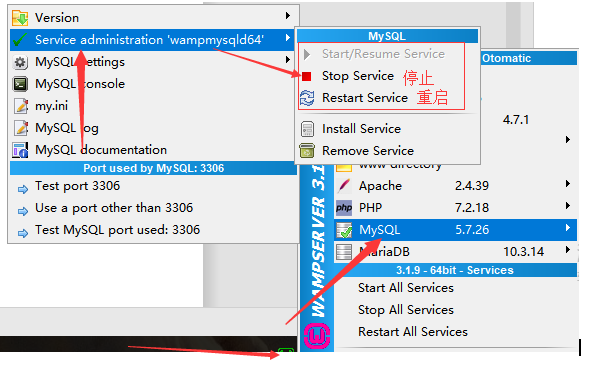 Version
Service administration 'wampmysqld64'
MySQL settings
MySQL console
my.ini
MySQL log
MySQL documentation
Port used by MySQL: 3306
Test port 3306
Use a port other than 3306
Test MySQL port used: 3306
MySQL
Start/Resume Service
Stop Service 停止
Restart Service 重启
Install Service
Remove Service
Otomatic
4.7.1
www directory
Apache 2.4.39
PHP 7.2.18
MySQL 5.7.26
MariaDB 10.3.14
3.1.9 - 64bit - Services
Start All Services
Stop All Services
Restart All Services
WAMPSERVER 3.1